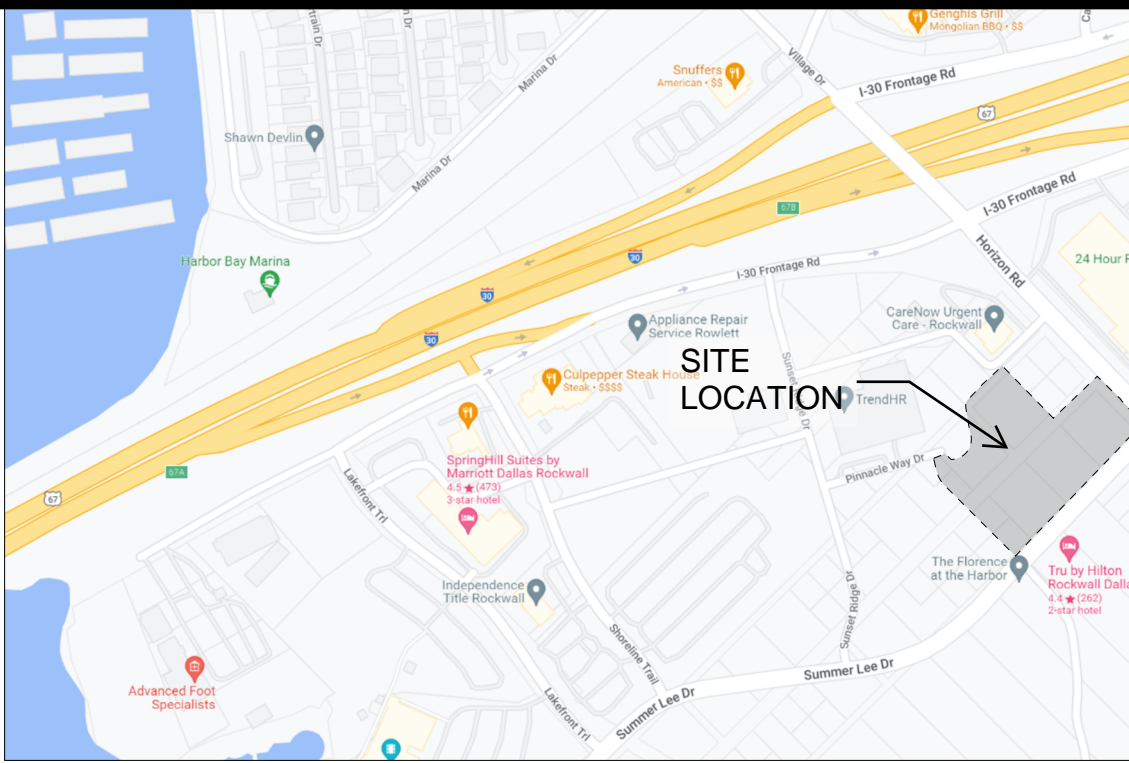 Genghis Grill
Mongolian BBQ • $$
Village Dr
I-30 Frontage Rd
67
Snuffers
American • $$
Marina Dr
Shawn Devlin
Marina Dr
67B
I-30 Frontage Rd
Horizon Rd
24 Hour F
Harbor Bay Marina
30
I-30 Frontage Rd
30
30
CareNow Urgent
Care - Rockwall
Appliance Repair
Service Rowlett
SITE
LOCATION
Culpepper Steak House
Steak • $$$$
TrendHR
SpringHill Suites by
Marriott Dallas Rockwall
4.5 ★ (473)
3-star hotel
67A
67
Lakefront Trl
Pinnacle Way Dr
The Florence
at the Harbor
Tru by Hilton
Rockwall Dalla
4.4 ★ (262)
2-star hotel
Independence
Title Rockwall
Sunset Ridge Dr
Shoreline Trail
Summer Lee Dr
Advanced Foot
Specialists
Lakefront Trl
Summer Lee Dr